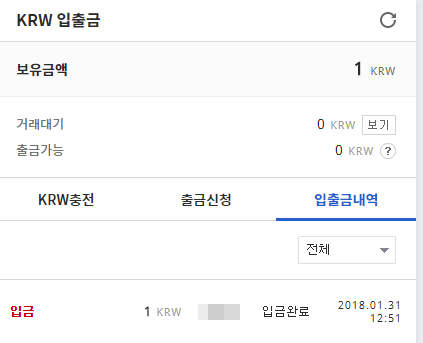 KRW 입출금
보유금액 1 KRW
거래대기 0 KRW 보기
출금가능 0 KRW ?
KRW충전 출금신청 입출금내역
전체
입금 1 KRW 입금완료 2018.01.31
12:51